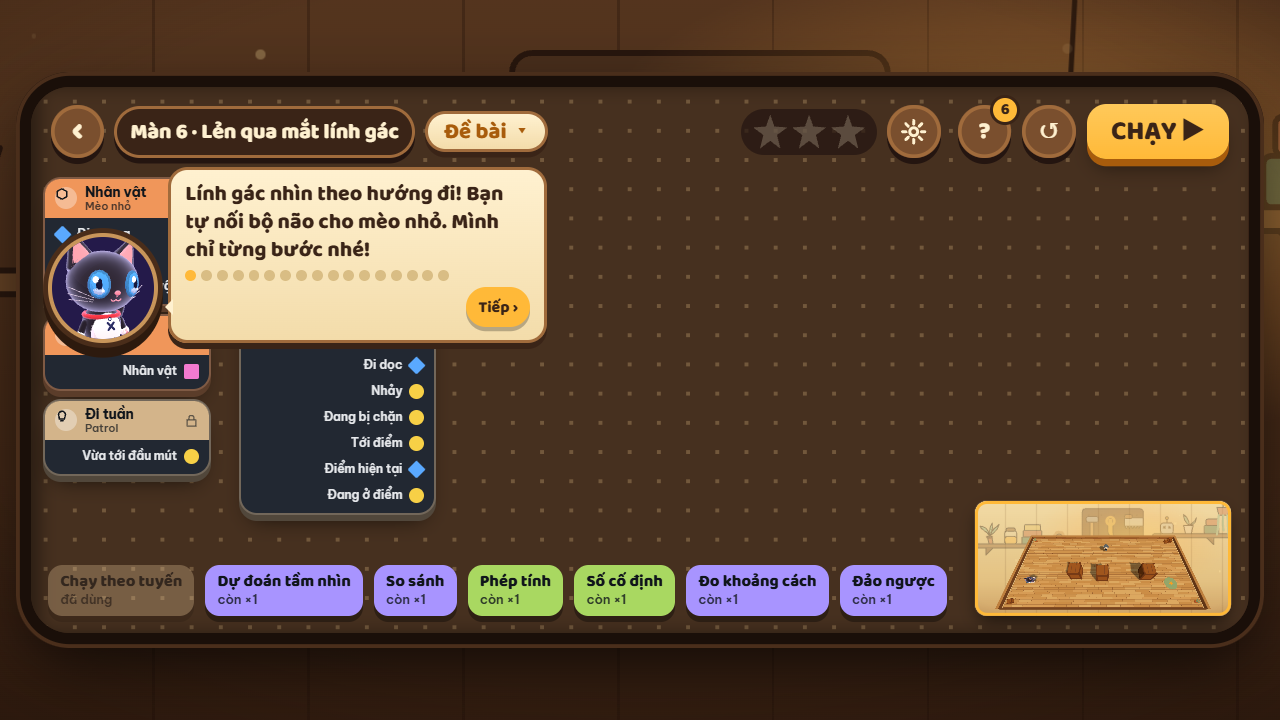 Màn 6 · Lẻn qua mắt lính gác
Đề bài
6
?
CHẠY
Nhân vật
Mèo nhỏ
Lính gác nhìn theo hướng đi! Bạn
tự nối bộ não cho mèo nhỏ. Mình
chỉ từng bước nhé!
Tiếp ›
Nhân vật
Đi tuần
Patrol
Vừa tới đầu mút
Đi dọc
Nhảy
Đang bị chặn
Tới điểm
Điểm hiện tại
Đang ở điểm
Chạy theo tuyến
đã dùng
Dự đoán tầm nhìn
còn ×1
So sánh
còn ×1
Phép tính
còn ×1
Số cố định
còn ×1
Đo khoảng cách
còn ×1
Đảo ngược
còn ×1